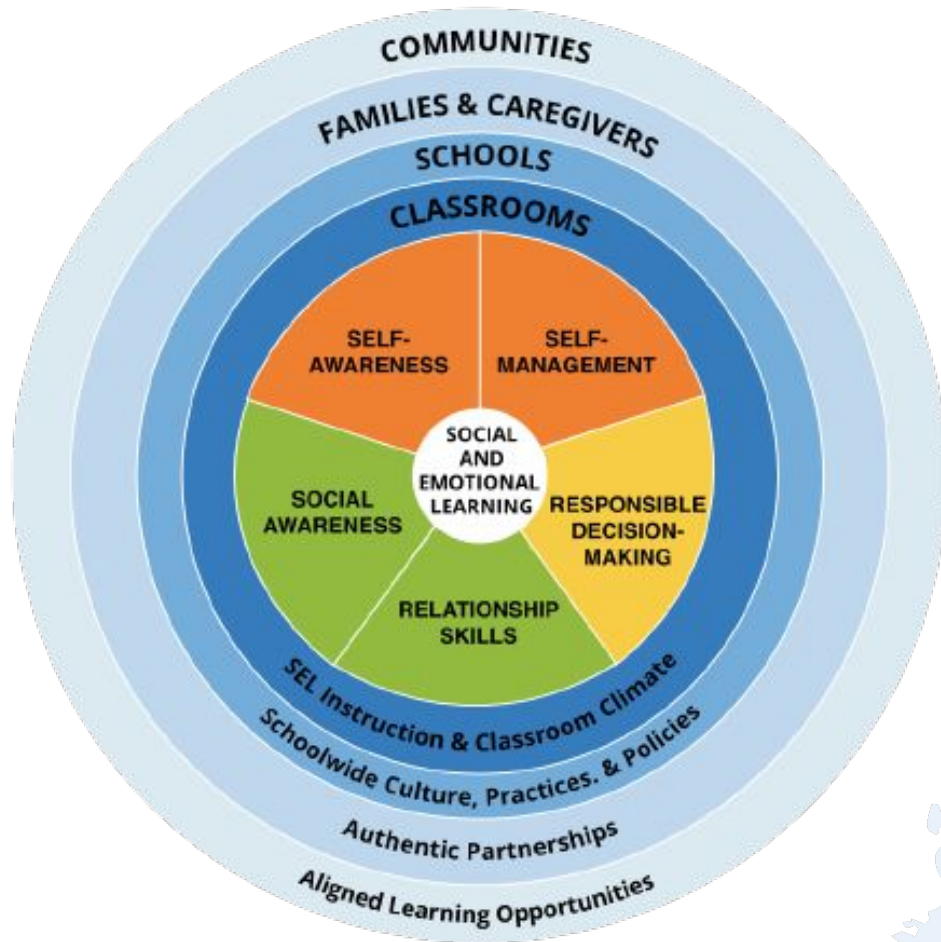 COMMUNITIES
FAMILIES & CAREGIVERS
SCHOOLS
CLASSROOMS
SELF-
AWARENESS
SELF-
MANAGEMENT
SOCIAL
AND
EMOTIONAL
LEARNING
SOCIAL
AWARENESS
RESPONSIBLE
DECISION-
MAKING
RELATIONSHIP
SKILLS
SEL Instruction & Classroom Climate
Schoolwide Culture, Practices. & Policies
Authentic Partnerships
Aligned Learning Opportunities